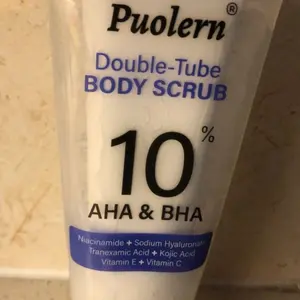 Puolern®
Double-Tube
BODY SCRUB
10%
AHA & BHA
Niacinamide + Sodium Hyaluronate
Tranexamic Acid + Kojic Acid
Vitamin E + Vitamin C